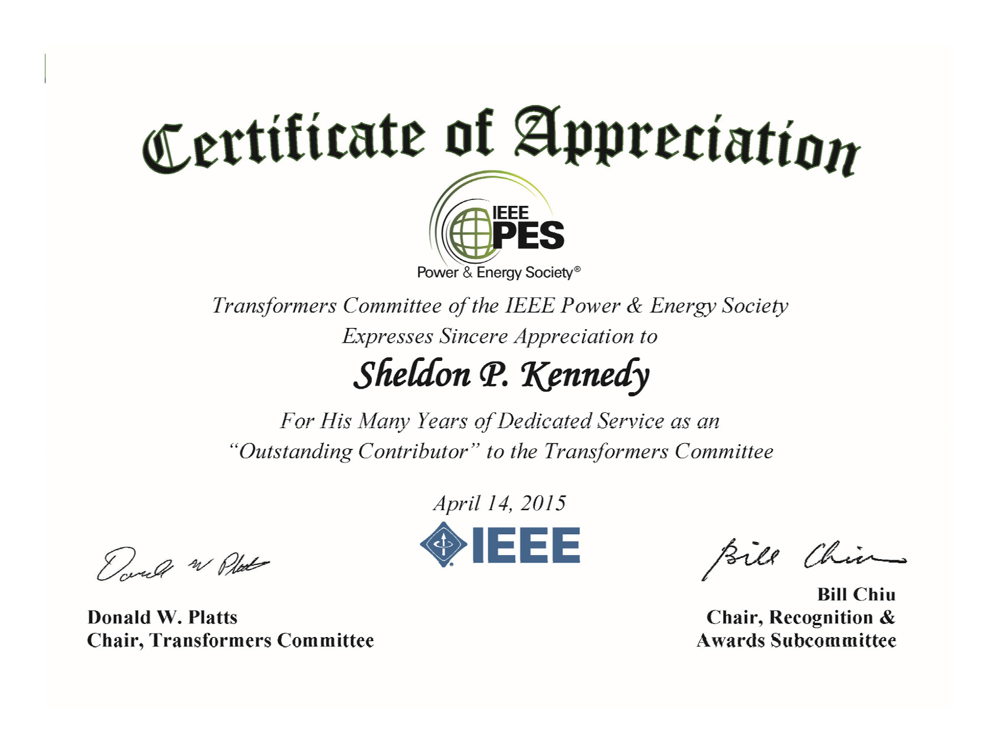 Certificate of Appreciation
IEEE
PES
Power & Energy Society®
Transformers Committee of the IEEE Power & Energy Society
Expresses Sincere Appreciation to
Sheldon P. Kennedy
For His Many Years of Dedicated Service as an
“Outstanding Contributor” to the Transformers Committee
April 14, 2015
IEEE
Donald W Platts
Bill Chiu
Donald W. Platts
Chair, Transformers Committee
Bill Chiu
Chair, Recognition &
Awards Subcommittee